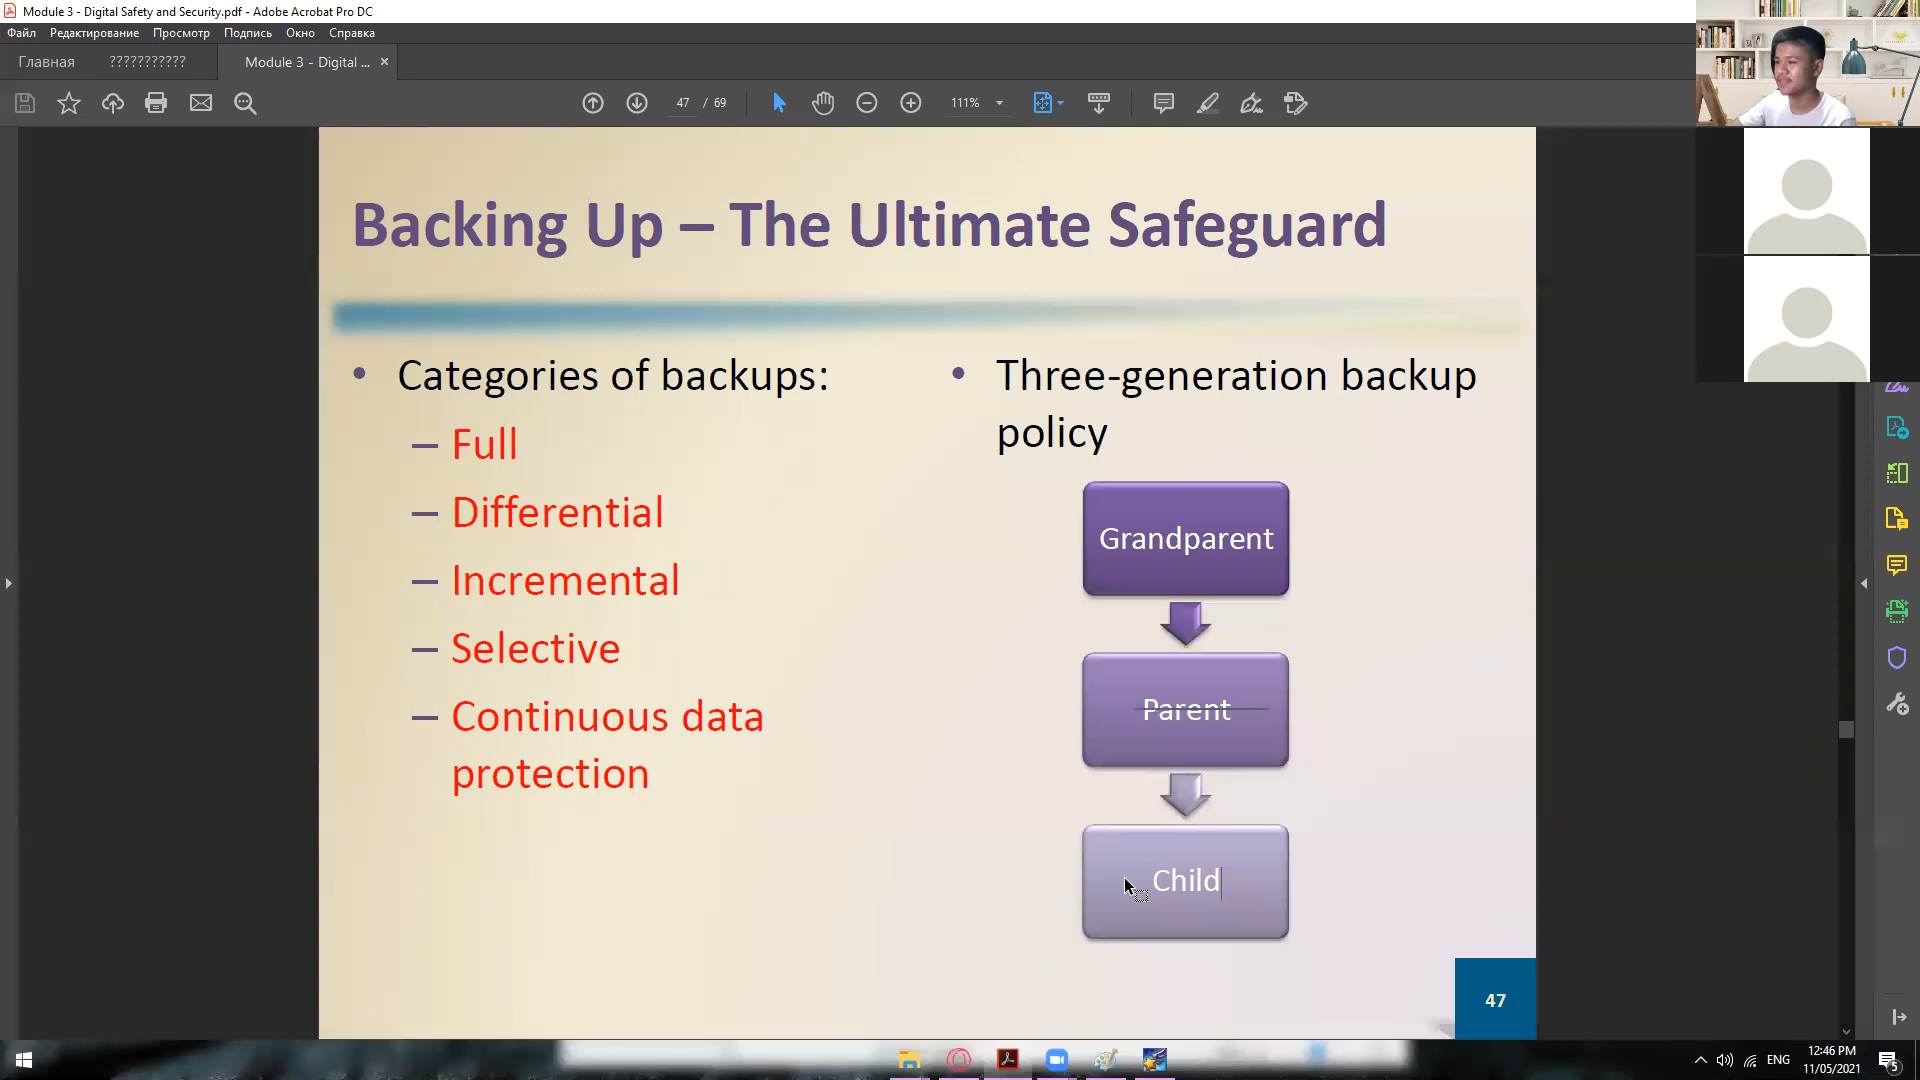 Module 3 - Digital Safety and Security.pdf - Adobe Acrobat Pro DC
Файл Редактирование Просмотр Подпись Окно Справка
Главная ??????????? Module 3 - Digital ... ×
47 / 69 111%
Backing Up – The Ultimate Safeguard
• Categories of backups:
– Full
– Differential
– Incremental
– Selective
– Continuous data
protection
• Three-generation backup
policy
Grandparent
Parent
Child
47
ENG
12:46 PM
11/05/2021
5